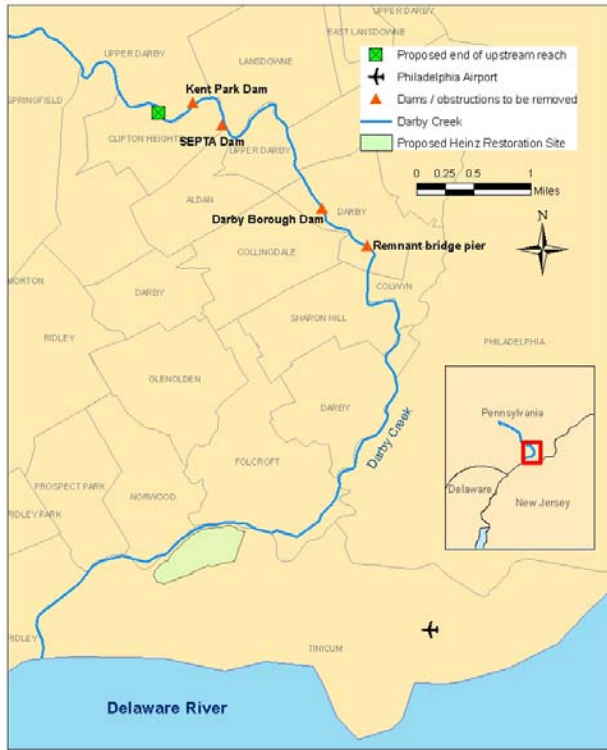 UPPER DARBY
EAST LANSDOWNE
UPPER DARBY
LANSDOWNE
SPRINGFIELD
Kent Park Dam
CLIFTON HEIGHTS
SEPTA Dam
UPPER DARBY
Proposed end of upstream reach
Philadelphia Airport
Dams / obstructions to be removed
Darby Creek
Proposed Heinz Restoration Site
0 0.25 0.5 1
Miles
N
ALDAN
Darby Borough Dam
DARBY
COLLINGDALE
Remnant bridge pier
MORTON
DARBY
COLWYN
SHARON HILL
RIDLEY
PHILADELPHIA
GLENOLDEN
DARBY
Darby Creek
FOLCROFT
PROSPECT PARK
NORWOOD
RIDLEY PARK
Pennsylvania
Delaware
New Jersey
RIDLEY
TINICUM
Delaware River